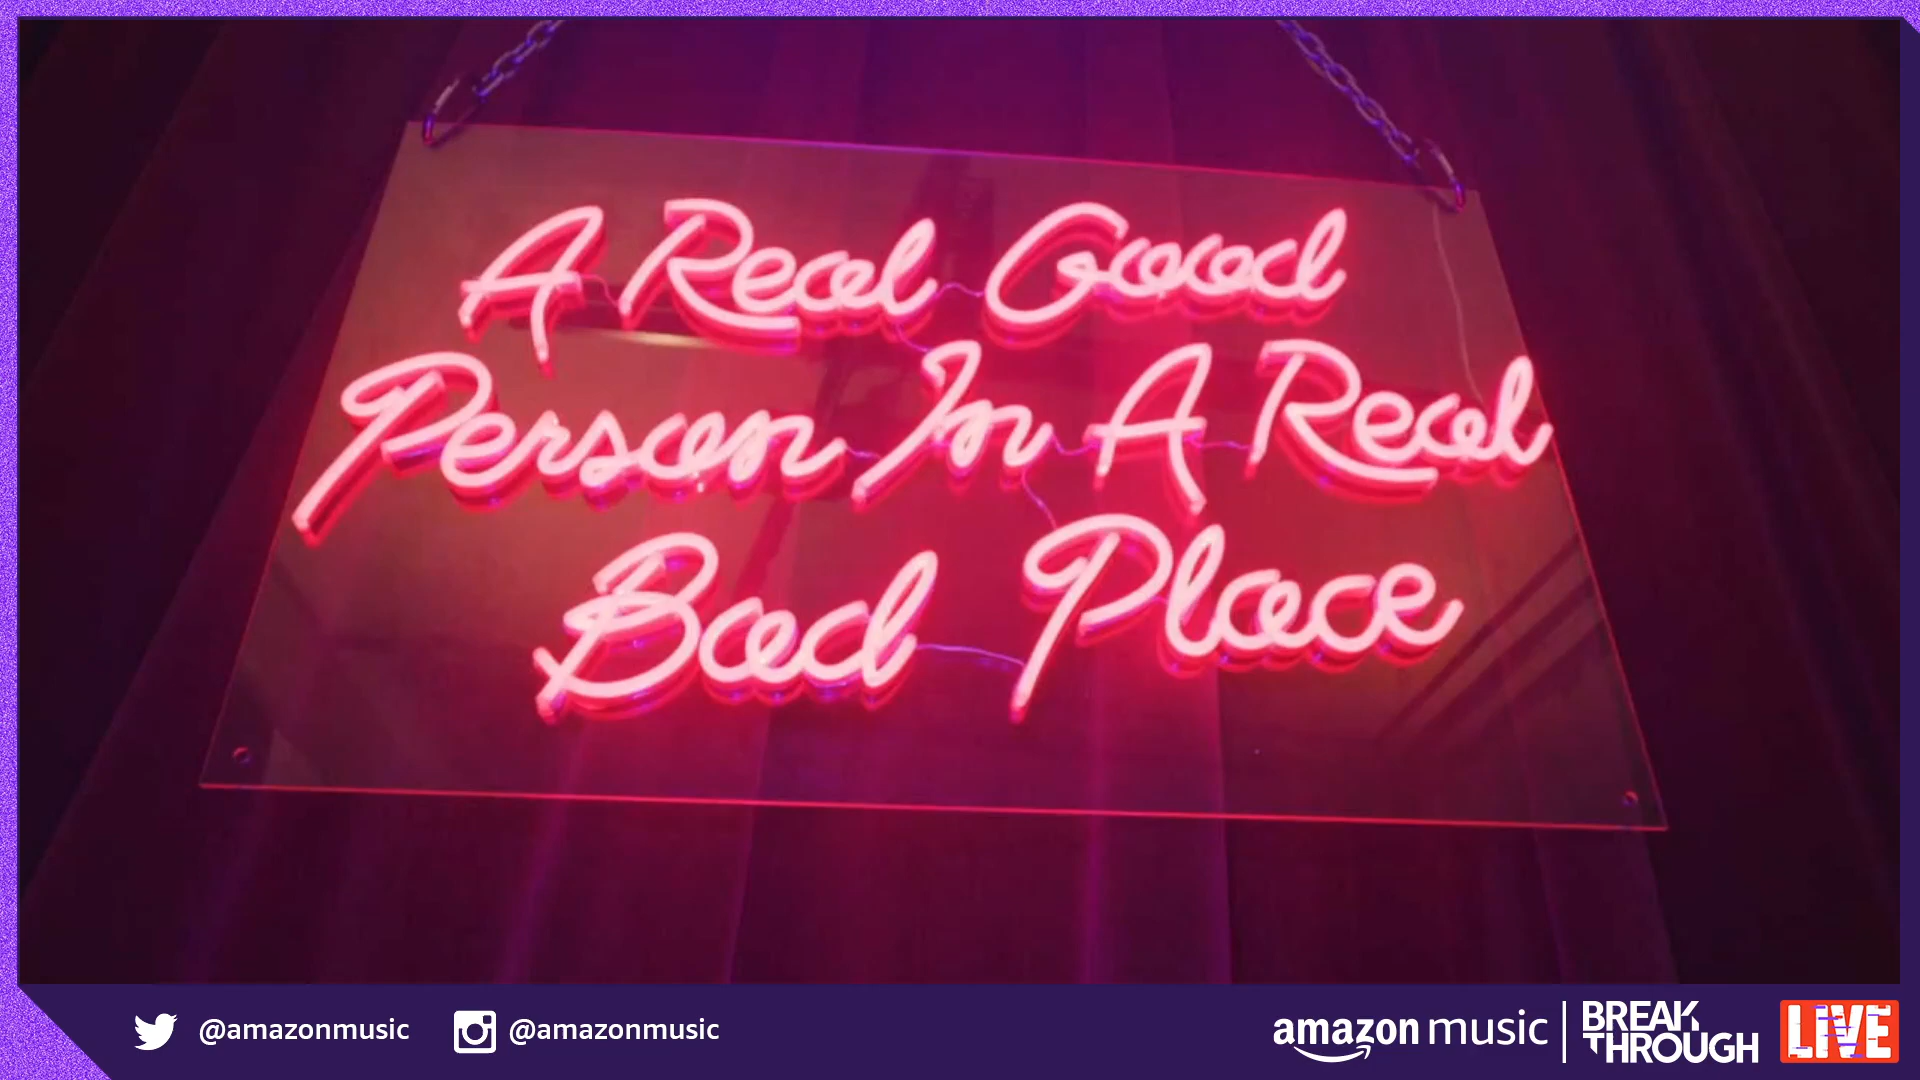 A Real Good
Person In A Real
Bad Place
@amazonmusic @amazonmusic amazon music BREAK THROUGH LIVE